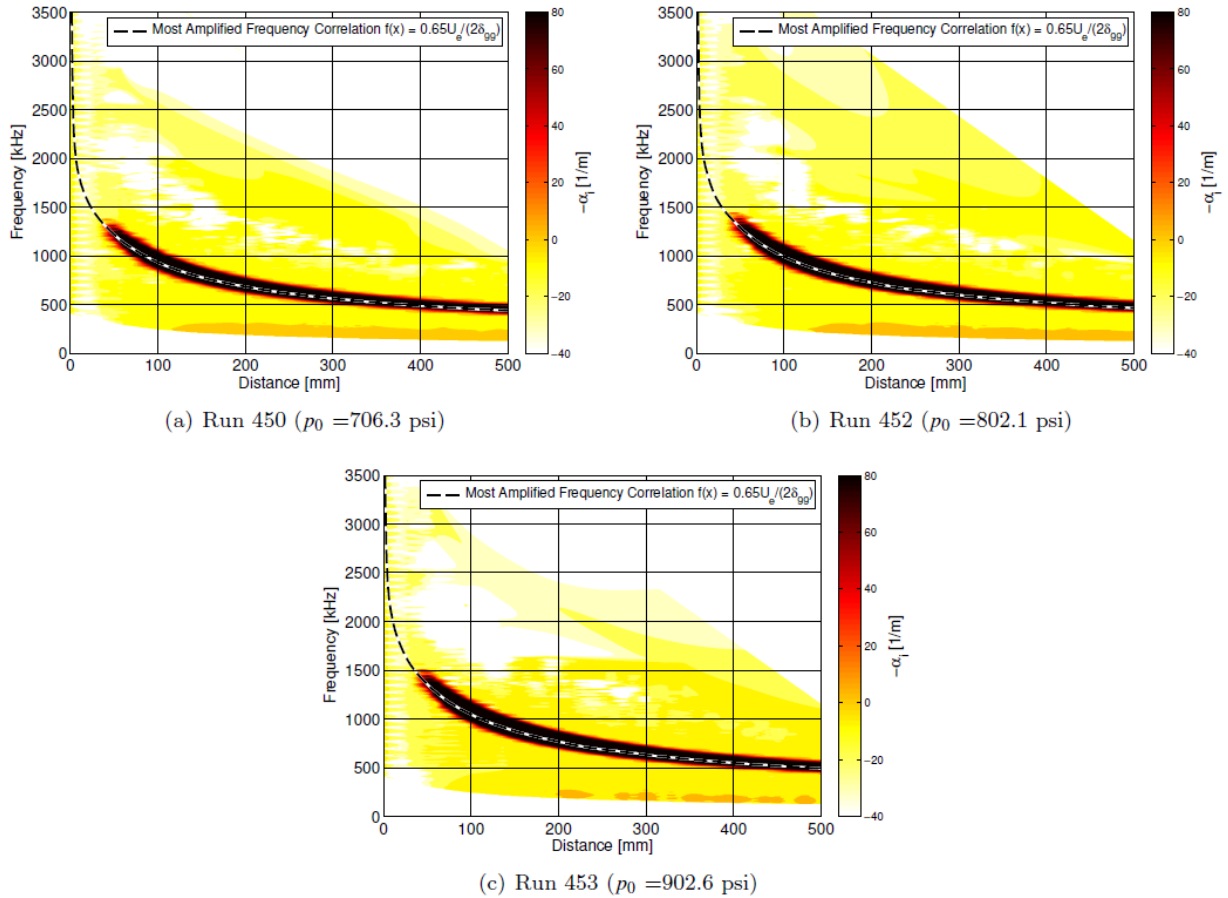 Most Amplified Frequency Correlation f(x) = 0.65U_e/(2δ_99)
3500
3000
2500
2000
1500
1000
500
0
Frequency [kHz]
0 100 200 300 400 500
Distance [mm]
80
60
40
20
0
−20
−40
−α_i [1/m]
(a) Run 450 (p_0 =706.3 psi)
Most Amplified Frequency Correlation f(x) = 0.65U_e/(2δ_99)
3500
3000
2500
2000
1500
1000
500
0
Frequency [kHz]
0 100 200 300 400 500
Distance [mm]
80
60
40
20
0
−20
−40
−α_i [1/m]
(b) Run 452 (p_0 =802.1 psi)
Most Amplified Frequency Correlation f(x) = 0.65U_e/(2δ_99)
3500
3000
2500
2000
1500
1000
500
0
Frequency [kHz]
0 100 200 300 400 500
Distance [mm]
80
60
40
20
0
−20
−40
−α_i [1/m]
(c) Run 453 (p_0 =902.6 psi)